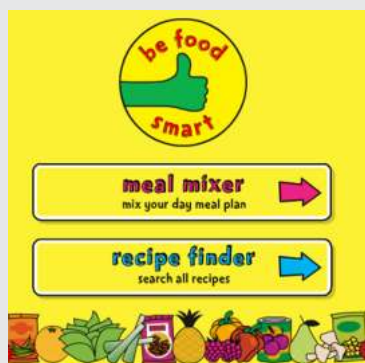 be food
smart
meal mixer
mix your day meal plan
recipe finder
search all recipes